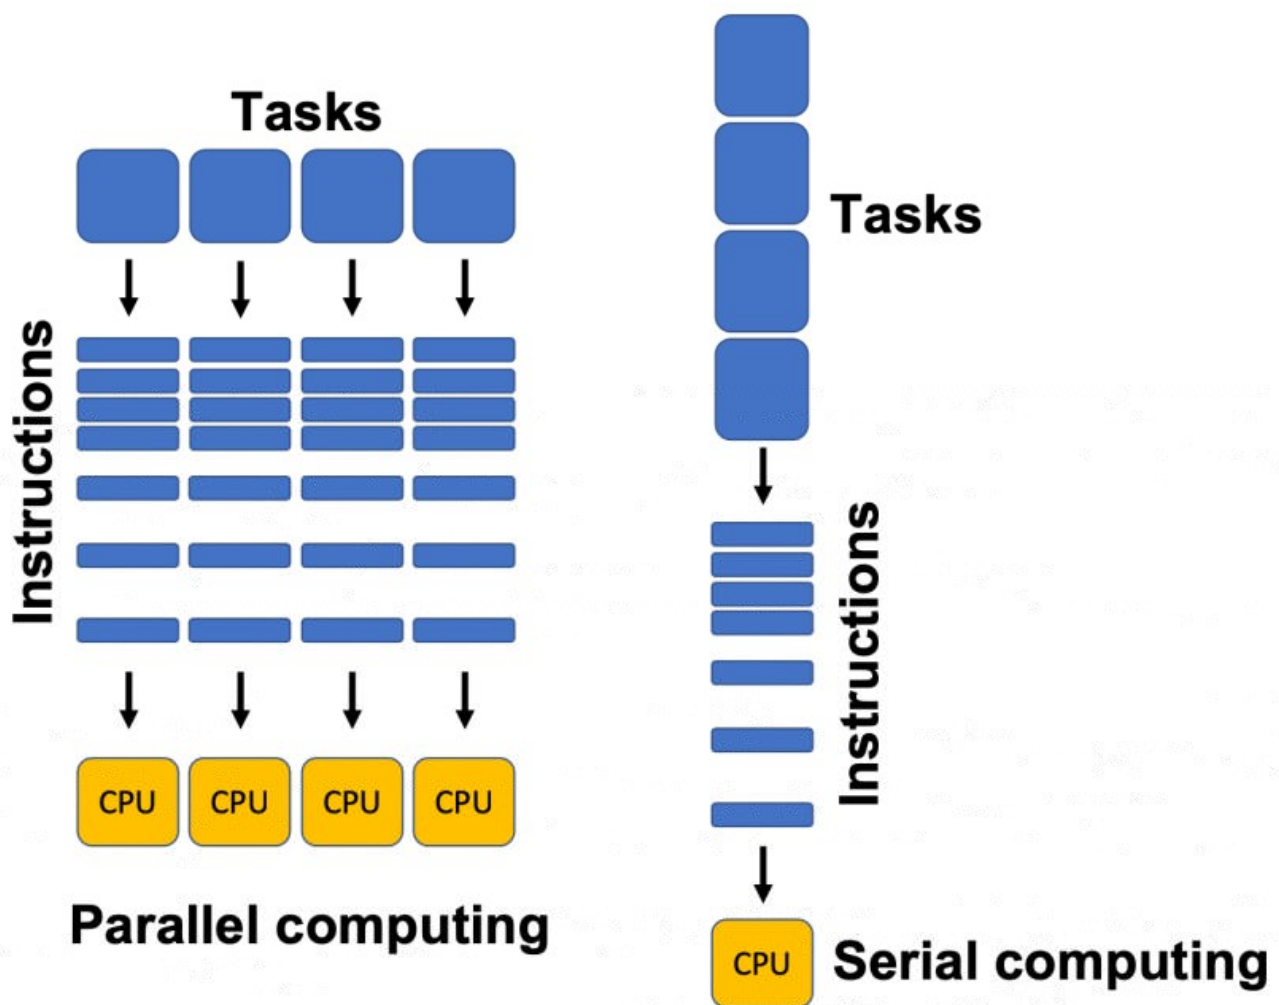 Tasks
Instructions
CPU CPU CPU CPU
Parallel computing
Tasks
Instructions
CPU
Serial computing